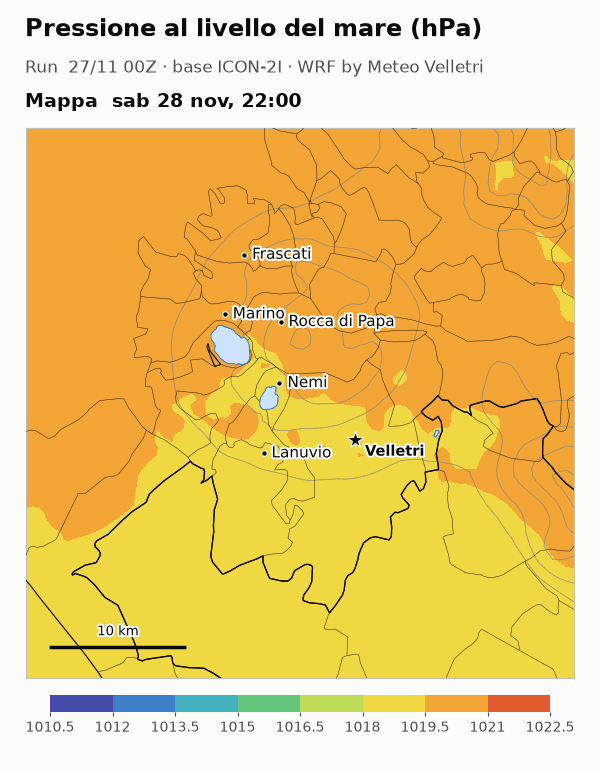 Pressione al livello del mare (hPa)
Run  27/11 00Z · base ICON-2I · WRF by Meteo Velletri
Mappa  sab 28 nov, 22:00
Frascati
Marino
Rocca di Papa
Nemi
Velletri
Lanuvio
10 km
1010.5 1012 1013.5 1015 1016.5 1018 1019.5 1021 1022.5